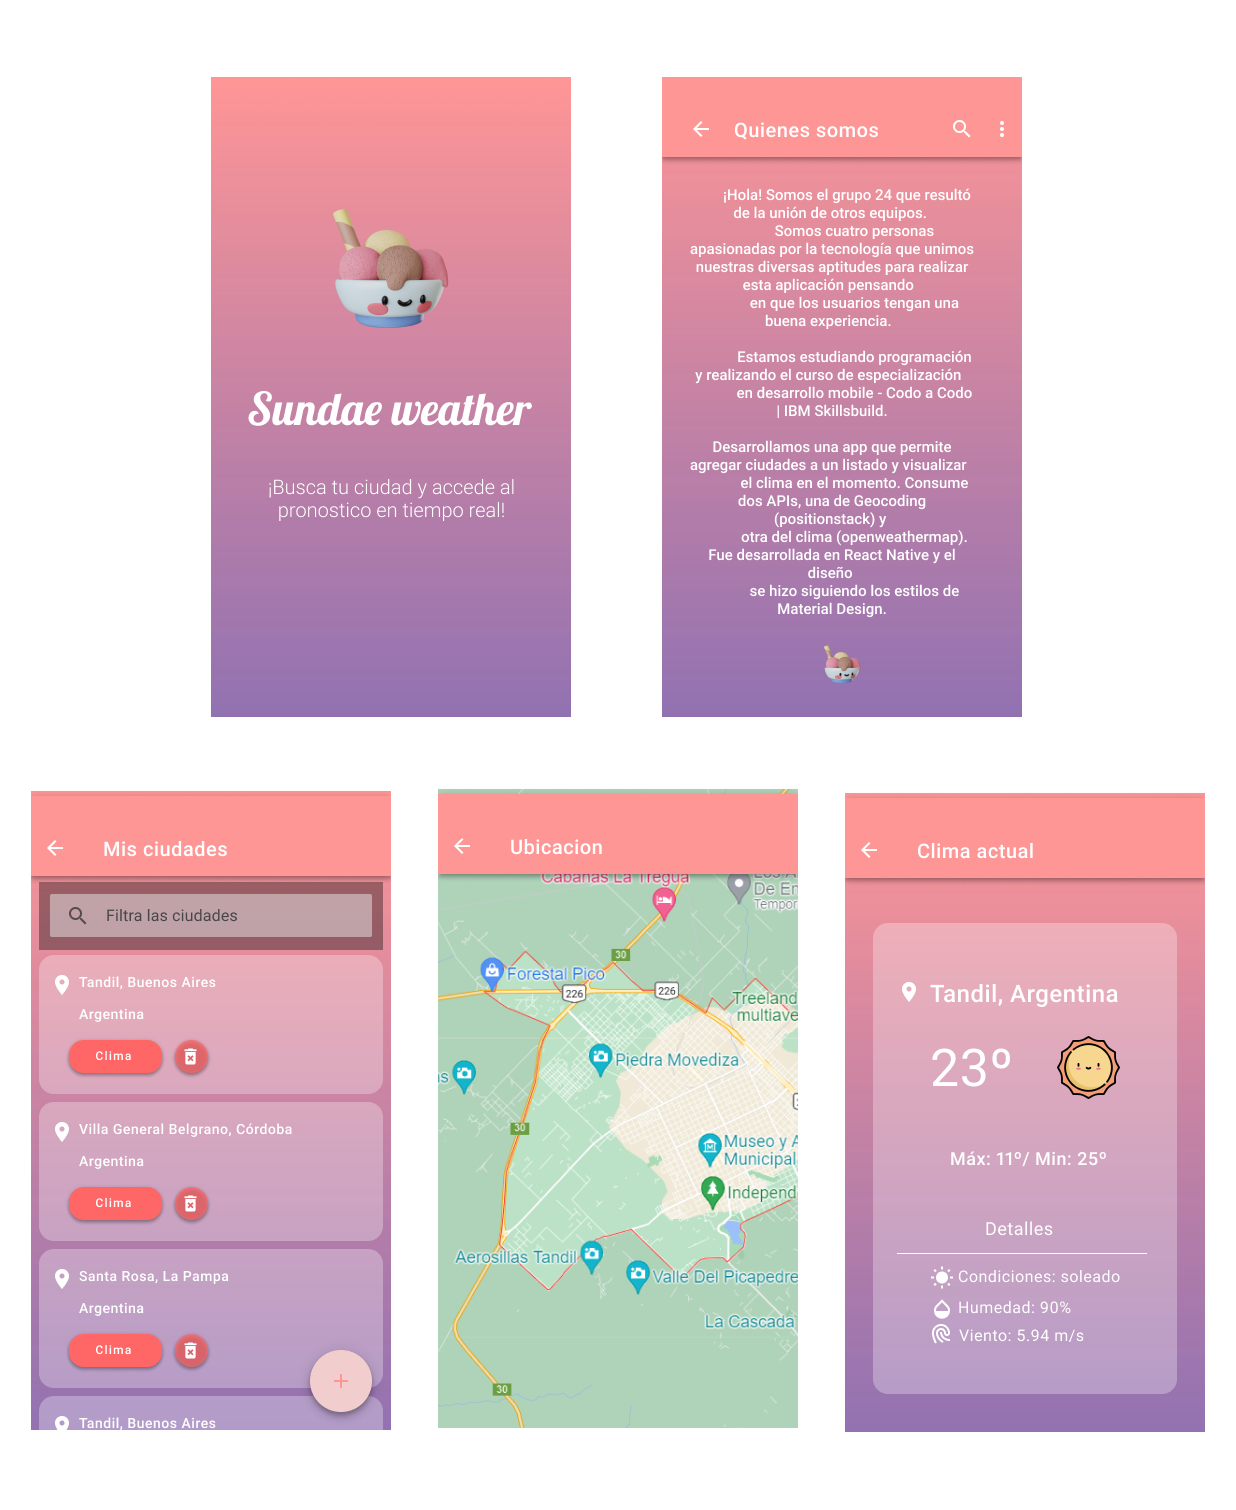 Sundae weather
¡Busca tu ciudad y accede al
pronostico en tiempo real!
Quienes somos
¡Hola! Somos el grupo 24 que resultó
de la unión de otros equipos.
Somos cuatro personas
apasionadas por la tecnología que unimos
nuestras diversas aptitudes para realizar
esta aplicación pensando
en que los usuarios tengan una
buena experiencia.
Estamos estudiando programación
y realizando el curso de especialización
en desarrollo mobile - Codo a Codo
| IBM Skillsbuild.
Desarrollamos una app que permite
agregar ciudades a un listado y visualizar
el clima en el momento. Consume
dos APIs, una de Geocoding
(positionstack) y
otra del clima (openweathermap).
Fue desarrollada en React Native y el
diseño
se hizo siguiendo los estilos de
Material Design.
Mis ciudades
Filtra las ciudades
Tandil, Buenos Aires
Argentina
Clima
Villa General Belgrano, Córdoba
Argentina
Clima
Santa Rosa, La Pampa
Argentina
Clima
Tandil, Buenos Aires
Ubicacion
Cabañas La Tregua
De En
Tempor
30
Forestal Pico
226
226
Treeland
multiave
Piedra Movediza
as
30
Museo y A
Municipal
Independ
Aerosillas Tandil
Valle Del Picapedre
La Cascada
30
Clima actual
Tandil, Argentina
23º
Máx: 11º/ Min: 25º
Detalles
Condiciones: soleado
Humedad: 90%
Viento: 5.94 m/s